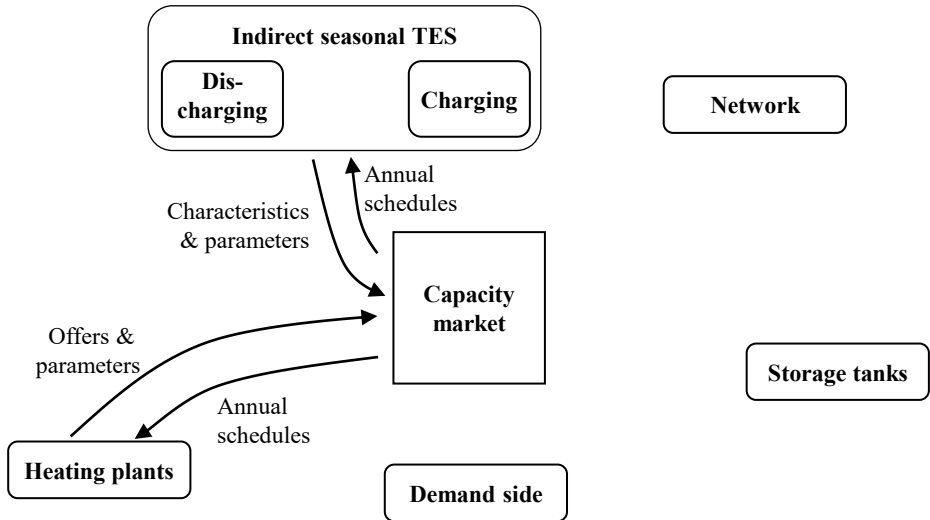 Indirect seasonal TES
Dis-
charging
Charging
Network
Annual
schedules
Characteristics
& parameters
Capacity
market
Offers &
parameters
Storage tanks
Annual
schedules
Heating plants
Demand side